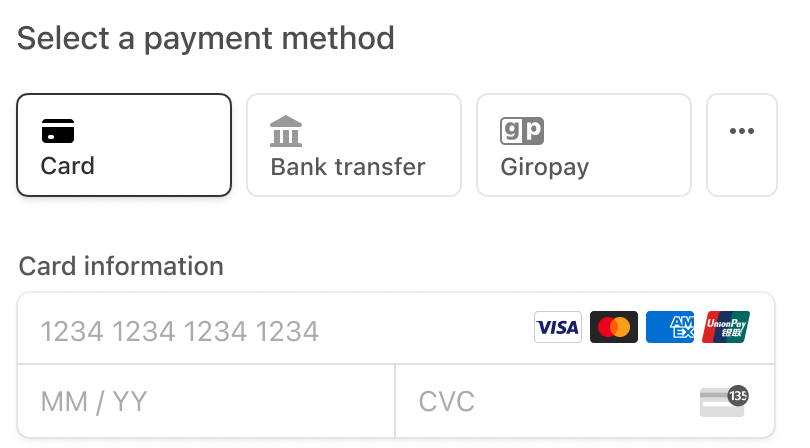 Select a payment method
gp
Card
Bank transfer
Giropay
Card information
1234 1234 1234 1234
VISA
AM
EX
UnionPay
银联
MM / YY
CVC
135